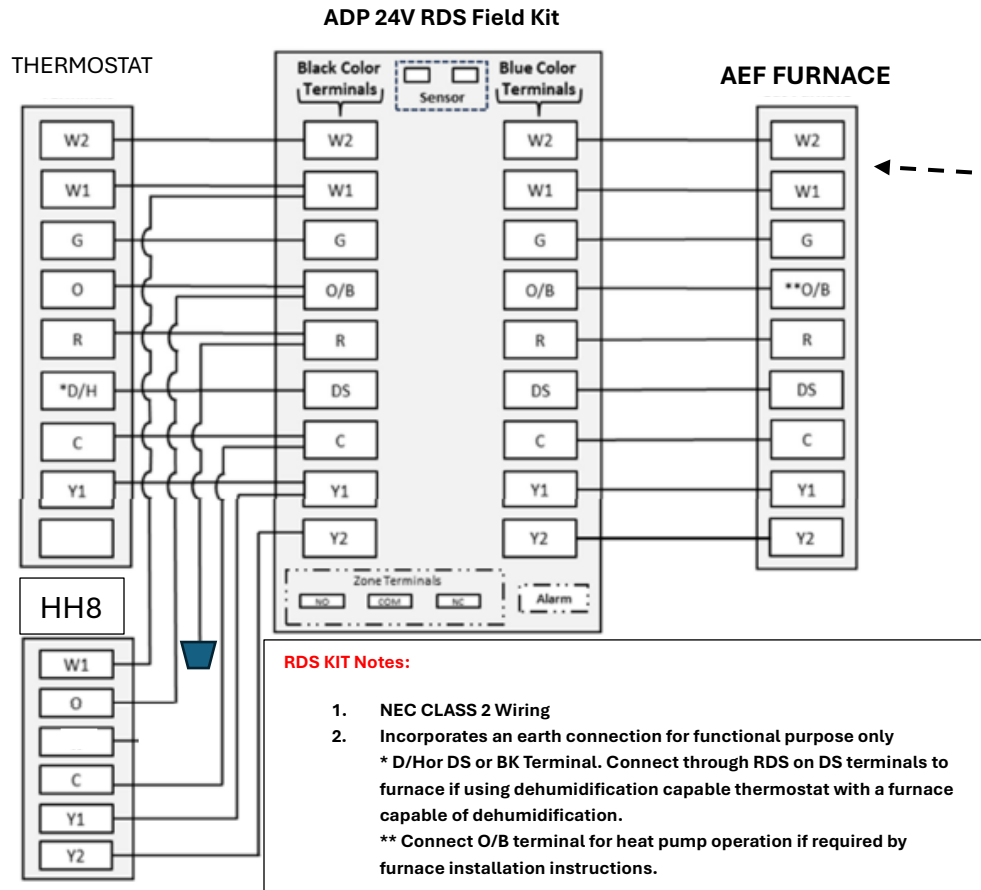 ADP 24V RDS Field Kit
THERMOSTAT
AEF FURNACE
Black Color
Terminals
Sensor
Blue Color
Terminals
W2
W2
W2
W2
W1
W1
W1
W1
G
G
G
G
O
O/B
O/B
**O/B
R
R
R
R
*D/H
DS
DS
DS
C
C
C
C
Y1
Y1
Y1
Y1
Y2
Y2
Y2
Zone Terminals
NO
COM
NC
Alarm
HH8
W1
O
C
Y1
Y2
RDS KIT Notes:
1. NEC CLASS 2 Wiring
2. Incorporates an earth connection for functional purpose only
* D/Hor DS or BK Terminal. Connect through RDS on DS terminals to
furnace if using dehumidification capable thermostat with a furnace
capable of dehumidification.
** Connect O/B terminal for heat pump operation if required by
furnace installation instructions.